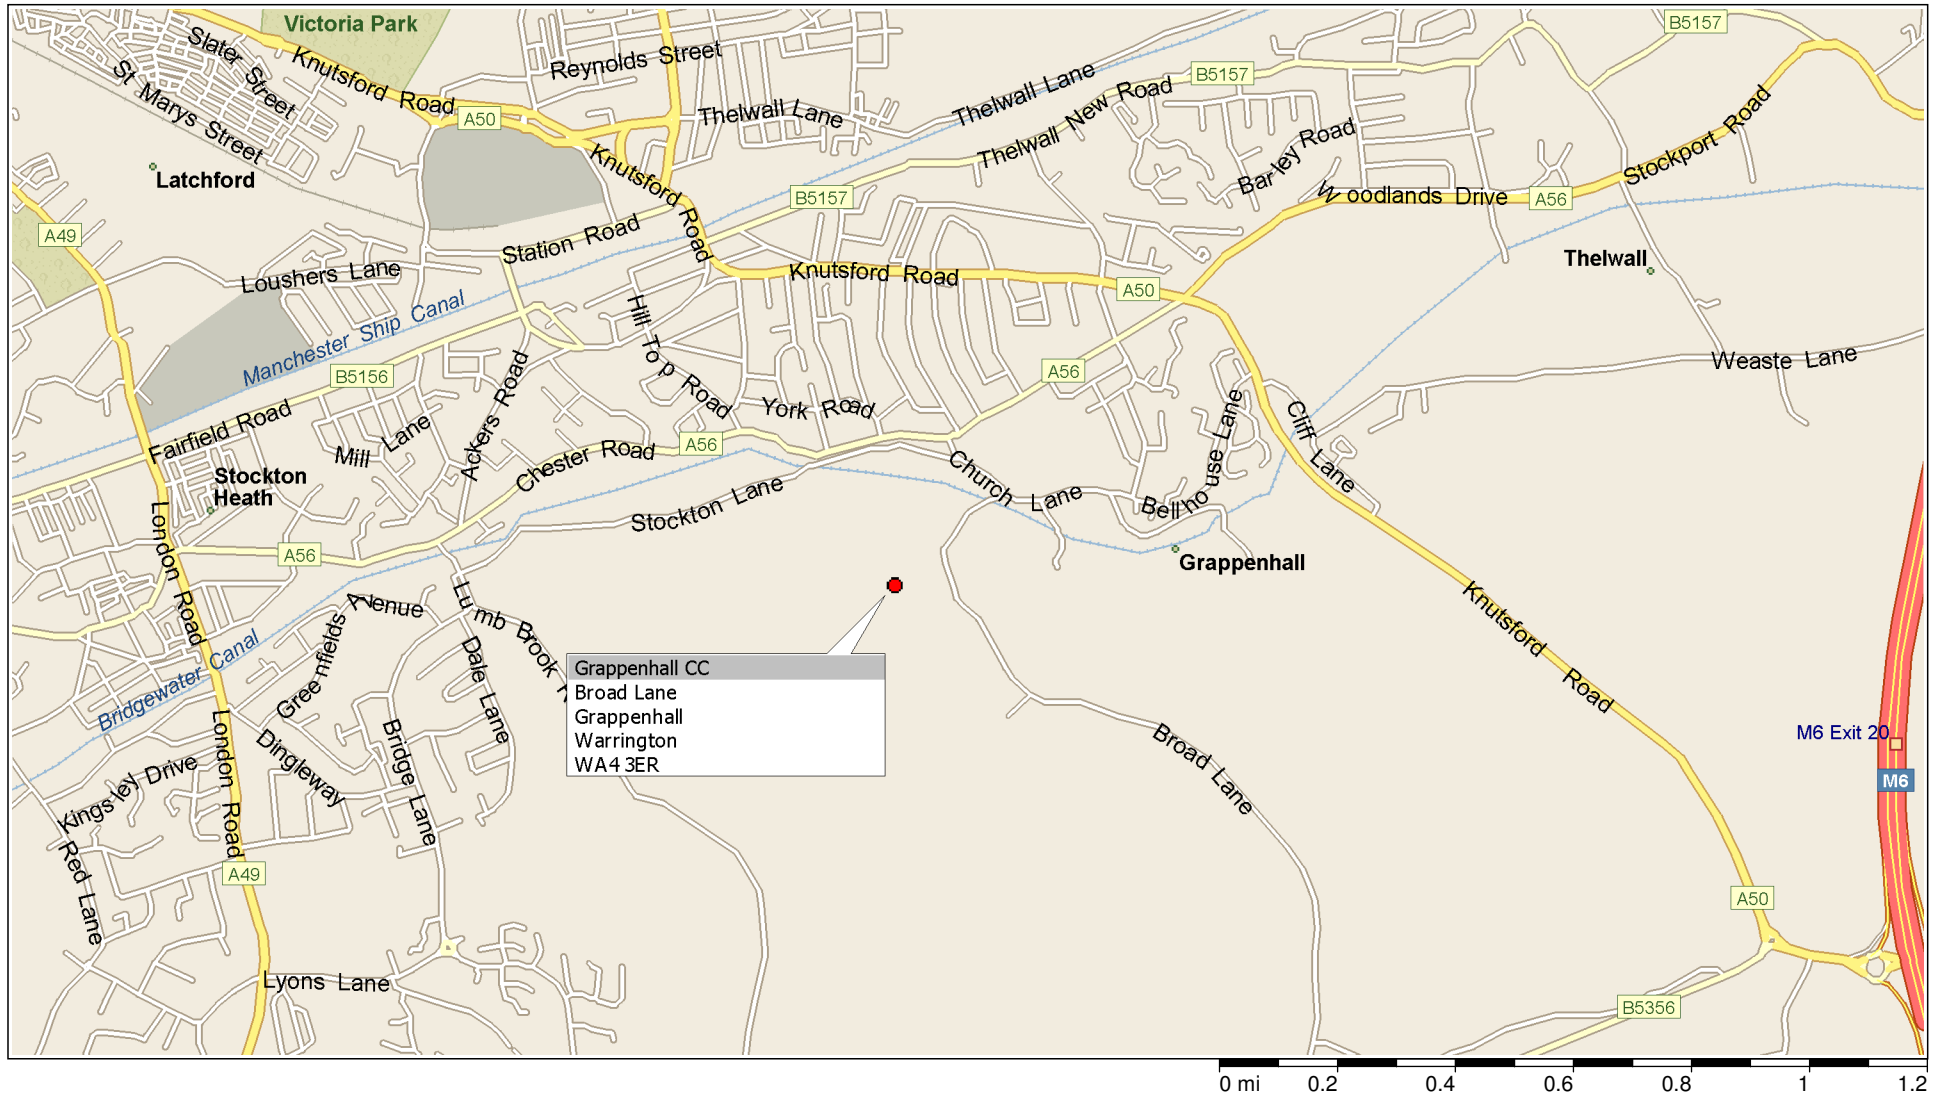 Victoria Park
B5157
Slater Street
Knutsford Road
Reynolds Street
St Marys Street
A50
Thelwall Lane
Thelwall Lane
Thelwall New Road
B5157
Barley Road
Stockport Road
Latchford
Knutsford Road
B5157
Woodlands Drive
A56
A49
Station Road
Loushers Lane
Knutsford Road
A50
Thelwall
Manchester Ship Canal
Hill Top Road
B5156
A56
Weaste Lane
Fairfield Road
Mill Lane
Ackers Road
York Road
Chester Road
A56
Bellhouse Lane
Cliff Lane
Stockton
Heath
Stockton Lane
Church Lane
London Road
A56
Grappenhall
Greenfields Avenue
Lumb Brook R
Knutsford Road
Bridgewater Canal
Dale Lane
Grappenhall CC
Broad Lane
Grappenhall
Warrington
WA4 3ER
London Road
Dingleway
Bridge Lane
Broad Lane
M6 Exit 20
M6
Kingsley Drive
Red Lane
A49
A50
Lyons Lane
B5356
0 mi 0.2 0.4 0.6 0.8 1 1.2